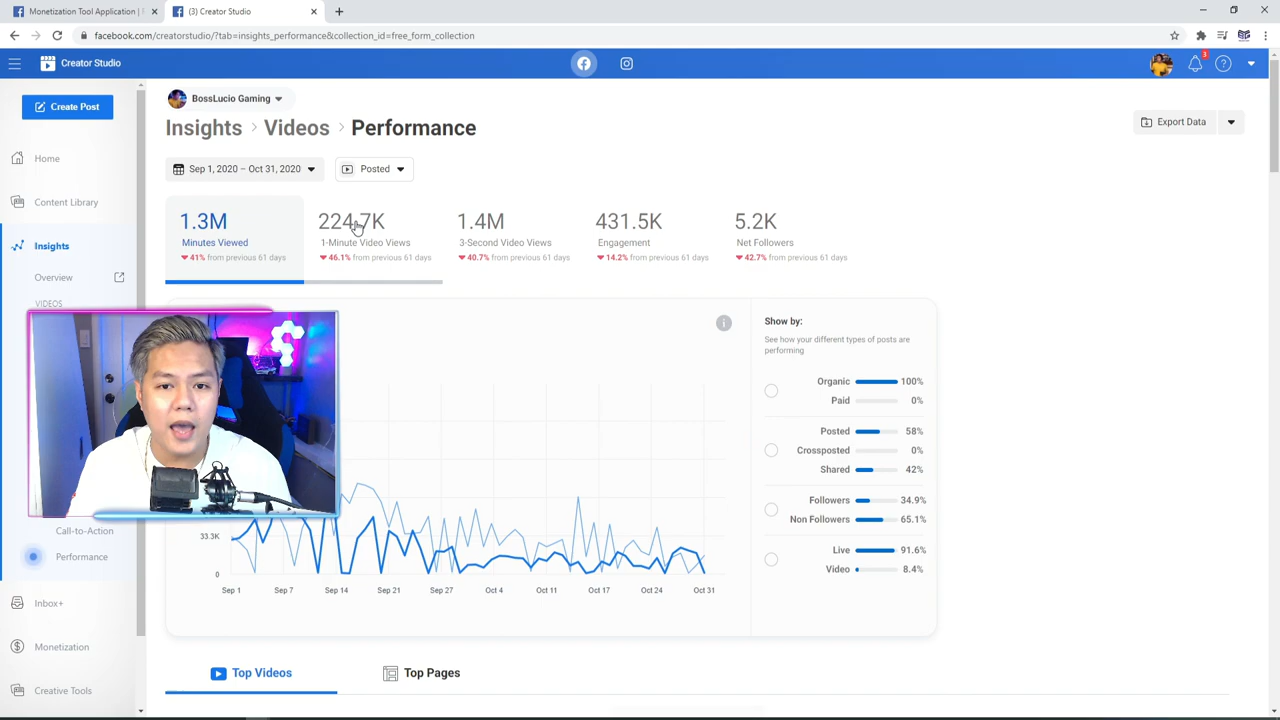 Monetization Tool Application |
(3) Creator Studio
facebook.com/creatorstudio/?tab=insights_performance&collection_id=free_form_collection
Creator Studio
3
Create Post
Home
Content Library
Insights
Overview
VIDEOS
Call-to-Action
Performance
Inbox+
Monetization
Creative Tools
BossLucio Gaming
Insights > Videos > Performance
Export Data
Sep 1, 2020 – Oct 31, 2020
Posted
1.3M
Minutes Viewed
41% from previous 61 days
224.7K
1-Minute Video Views
46.1% from previous 61 days
1.4M
3-Second Video Views
40.7% from previous 61 days
431.5K
Engagement
14.2% from previous 61 days
5.2K
Net Followers
42.7% from previous 61 days
33.3K
0
Sep 1 Sep 7 Sep 14 Sep 21 Sep 27 Oct 4 Oct 11 Oct 17 Oct 24 Oct 31
Show by:
See how your different types of posts are
performing
Organic 100%
Paid 0%
Posted 58%
Crossposted 0%
Shared 42%
Followers 34.9%
Non Followers 65.1%
Live 91.6%
Video 8.4%
Top Videos
Top Pages